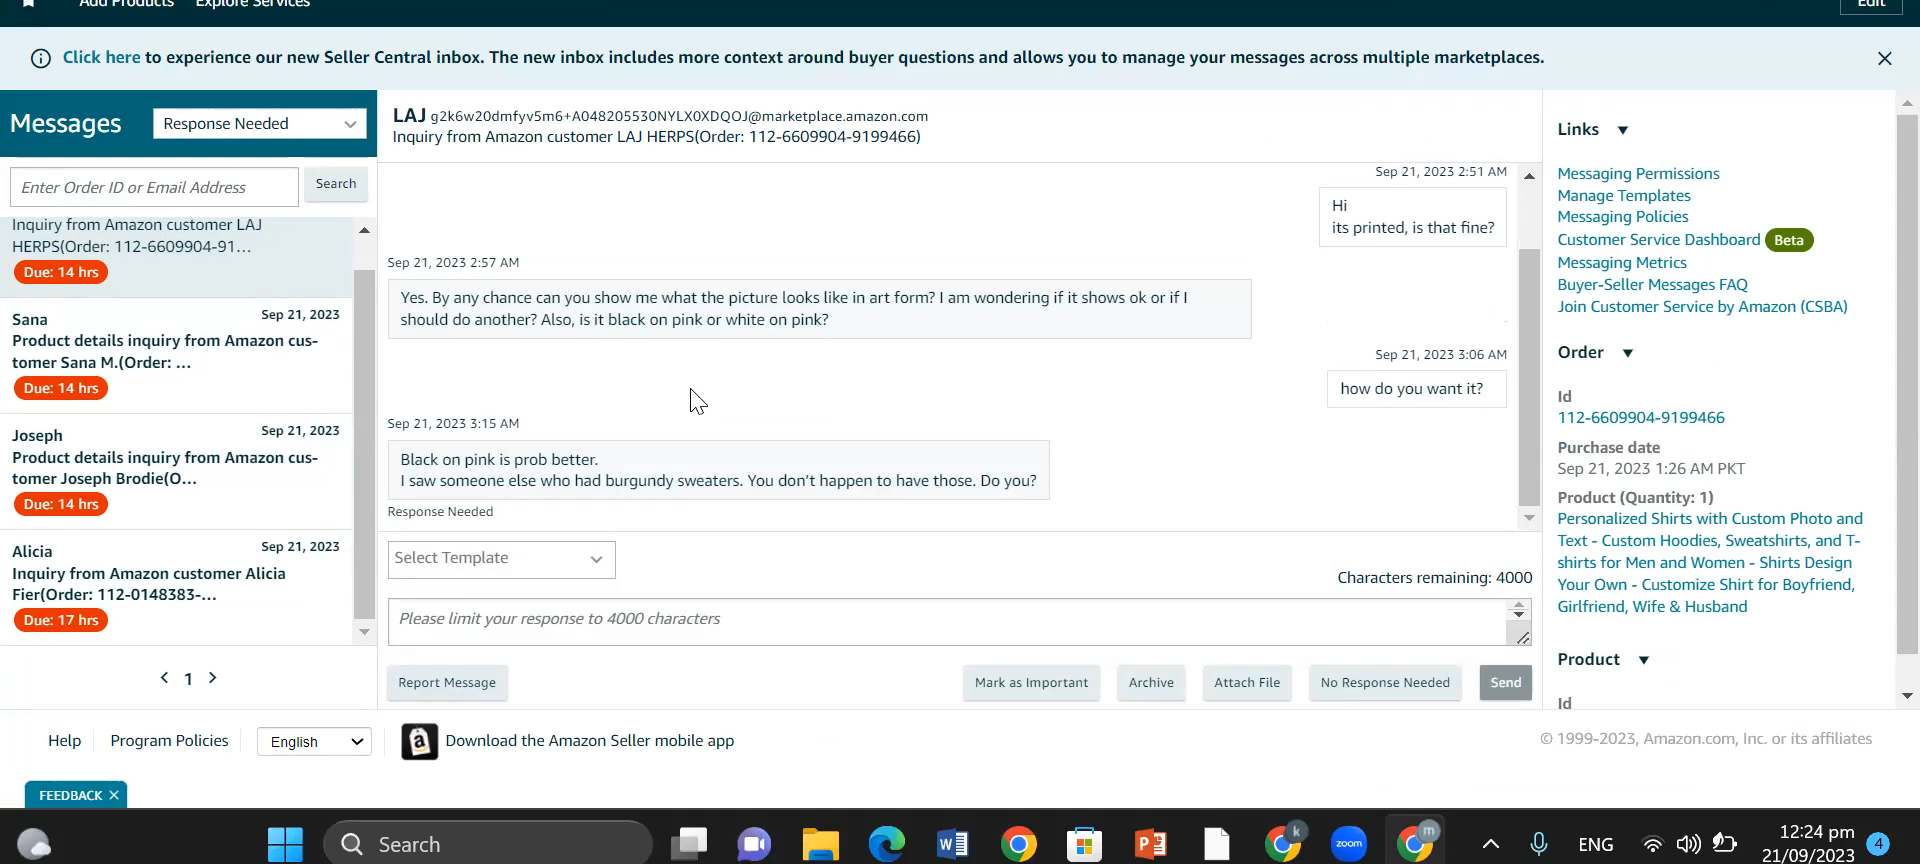 Add Products Explore Services Edit
Click here to experience our new Seller Central inbox. The new inbox includes more context around buyer questions and allows you to manage your messages across multiple marketplaces.
Messages
Response Needed
Enter Order ID or Email Address
Search
Inquiry from Amazon customer LAJ
HERPS(Order: 112-6609904-91...
Due: 14 hrs
Sana Sep 21, 2023
Product details inquiry from Amazon cus-
tomer Sana M.(Order: ...
Due: 14 hrs
Joseph Sep 21, 2023
Product details inquiry from Amazon cus-
tomer Joseph Brodie(O...
Due: 14 hrs
Alicia Sep 21, 2023
Inquiry from Amazon customer Alicia
Fier(Order: 112-0148383-...
Due: 17 hrs
1
LAJ g2k6w20dmfyv5m6+A048205530NYLX0XDQOJ@marketplace.amazon.com
Inquiry from Amazon customer LAJ HERPS(Order: 112-6609904-9199466)
Sep 21, 2023 2:51 AM
Hi
its printed, is that fine?
Sep 21, 2023 2:57 AM
Yes. By any chance can you show me what the picture looks like in art form? I am wondering if it shows ok or if I
should do another? Also, is it black on pink or white on pink?
Sep 21, 2023 3:06 AM
how do you want it?
Sep 21, 2023 3:15 AM
Black on pink is prob better.
I saw someone else who had burgundy sweaters. You don't happen to have those. Do you?
Response Needed
Select Template
Characters remaining: 4000
Please limit your response to 4000 characters
Report Message
Mark as Important
Archive
Attach File
No Response Needed
Send
Links
Messaging Permissions
Manage Templates
Messaging Policies
Customer Service Dashboard Beta
Messaging Metrics
Buyer-Seller Messages FAQ
Join Customer Service by Amazon (CSBA)
Order
Id
112-6609904-9199466
Purchase date
Sep 21, 2023 1:26 AM PKT
Product (Quantity: 1)
Personalized Shirts with Custom Photo and
Text - Custom Hoodies, Sweatshirts, and T-
shirts for Men and Women - Shirts Design
Your Own - Customize Shirt for Boyfriend,
Girlfriend, Wife & Husband
Product
Id
Help Program Policies English Download the Amazon Seller mobile app
© 1999-2023, Amazon.com, Inc. or its affiliates
FEEDBACK
Search
k
zoom
m
ENG
12:24 pm
21/09/2023
4